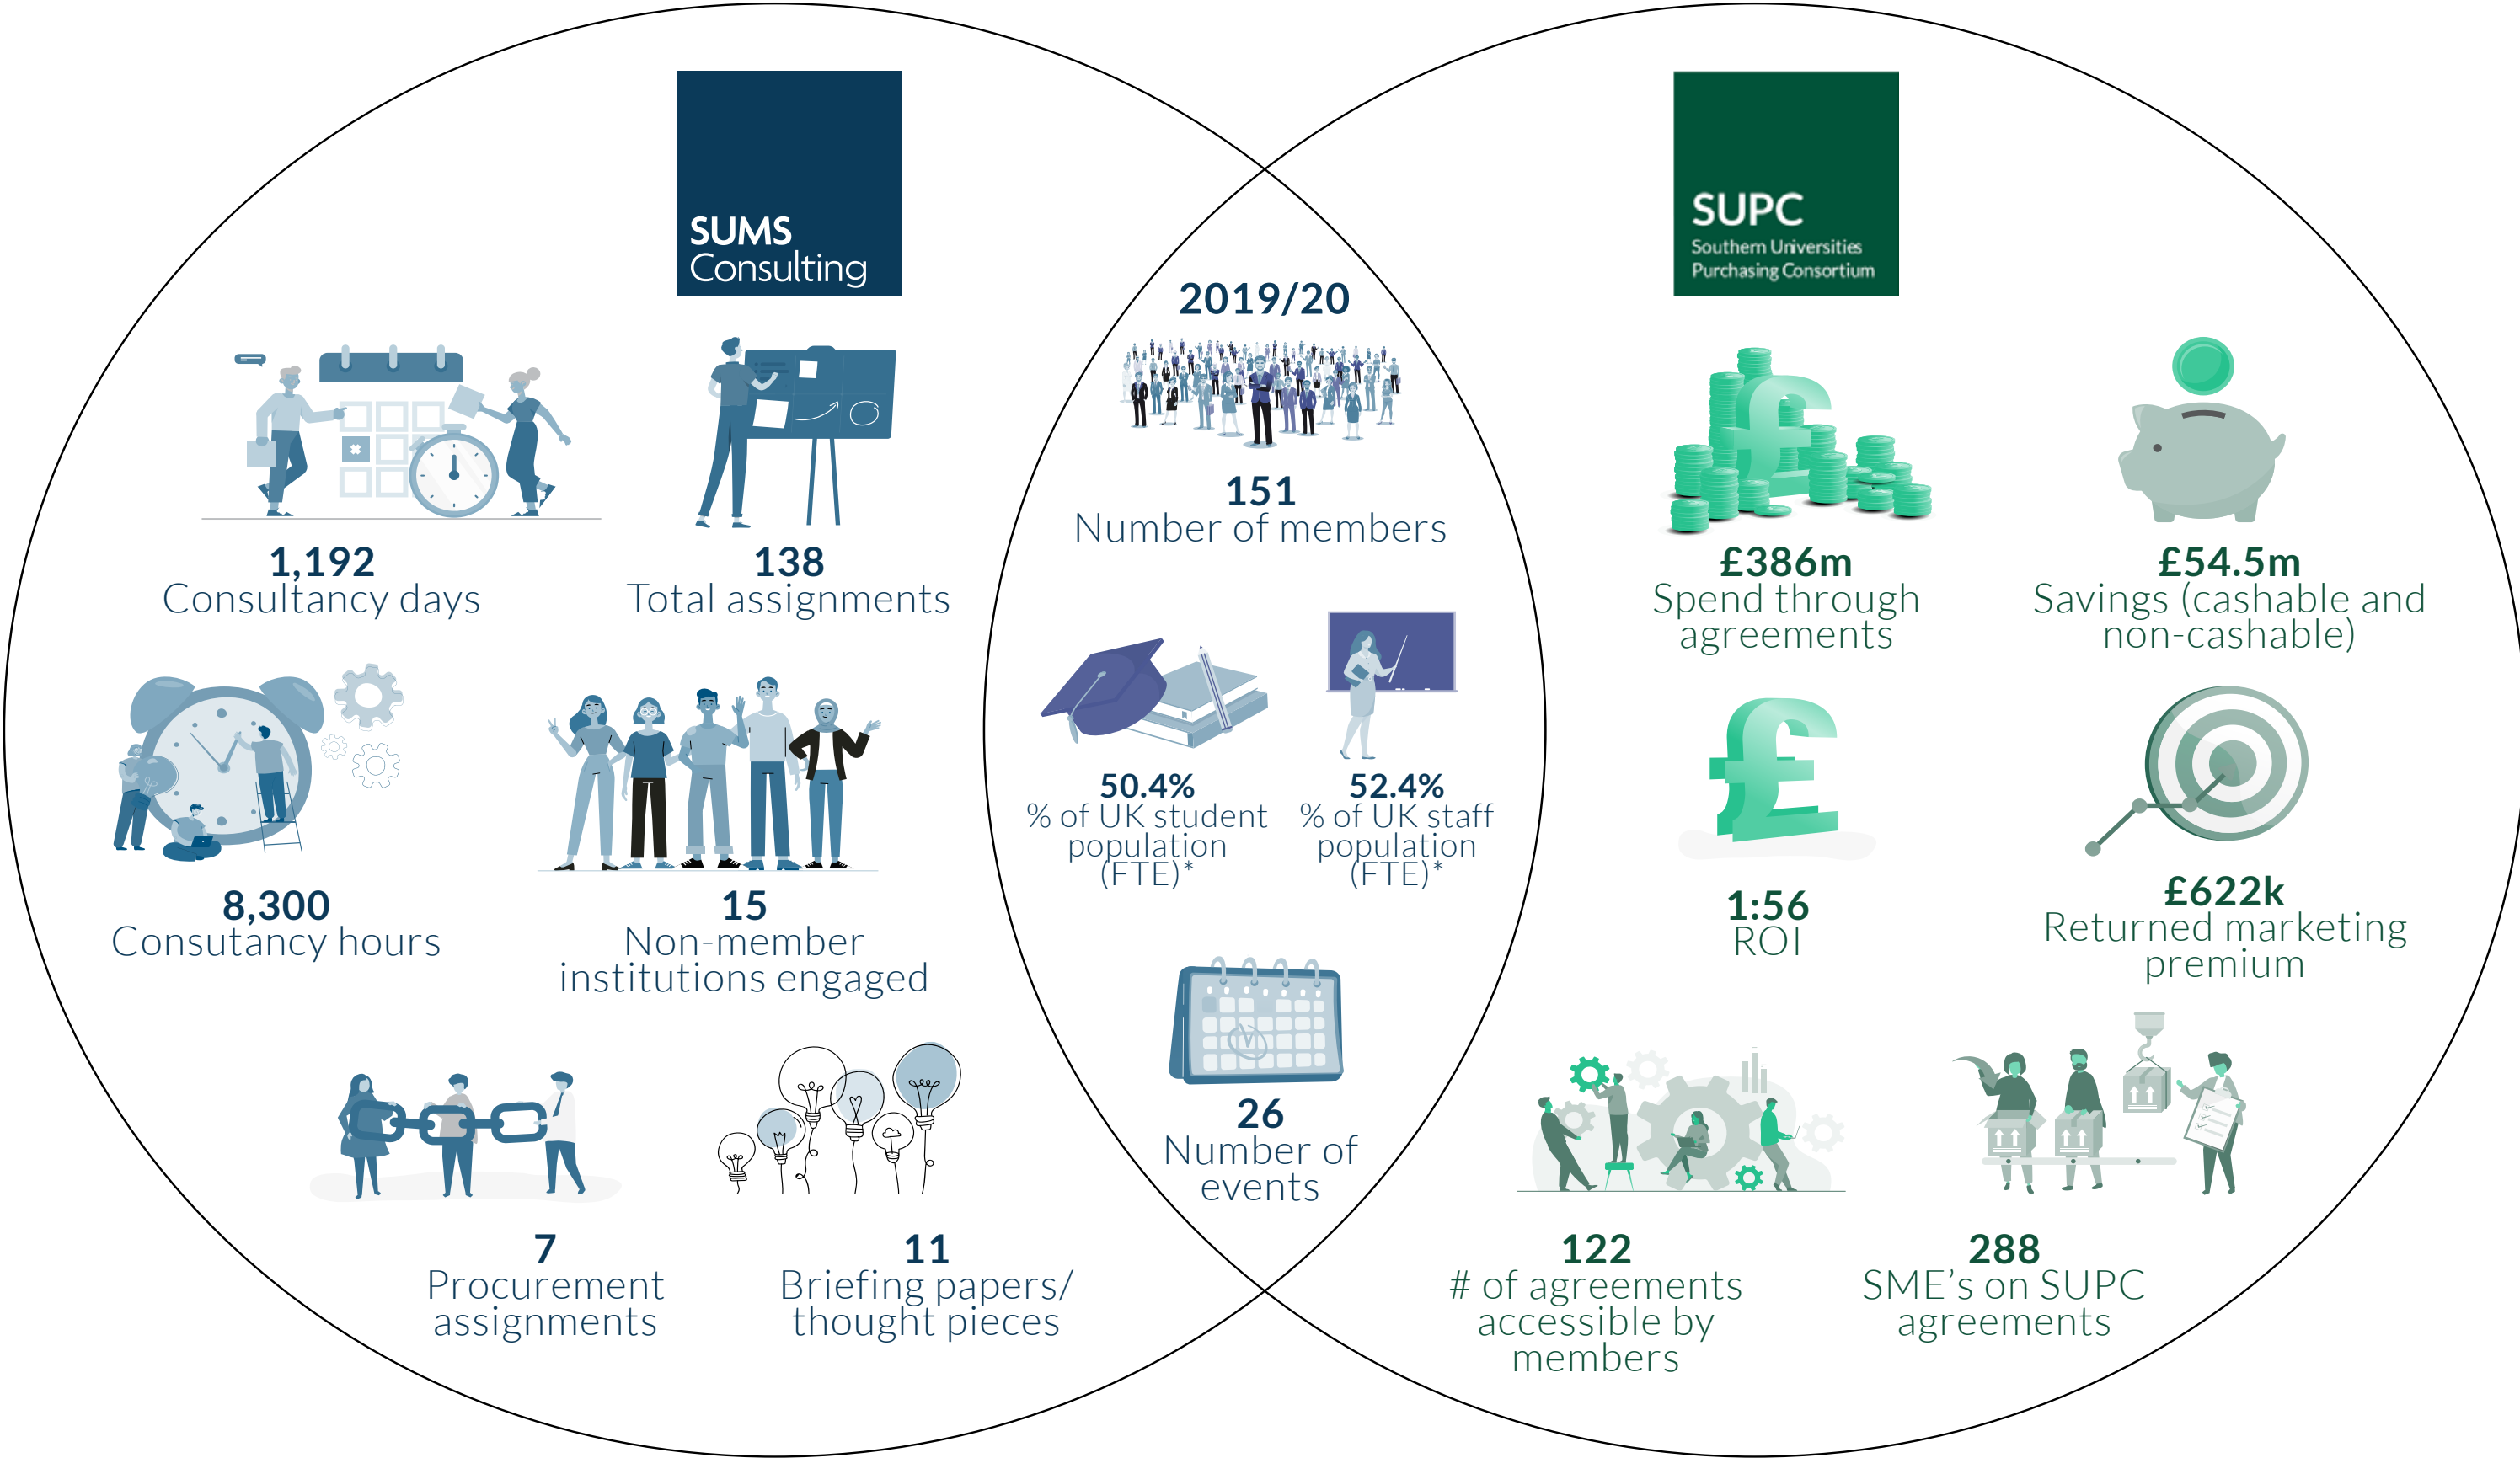 SUMS
Consulting
1,192
Consultancy days
138
Total assignments
8,300
Consutancy hours
15
Non-member
institutions engaged
7
Procurement
assignments
11
Briefing papers/
thought pieces
2019/20
151
Number of members
50.4%
% of UK student
population
(FTE)*
52.4%
% of UK staff
population
(FTE)*
26
Number of
events
SUPC
Southern Universities
Purchasing Consortium
£386m
Spend through
agreements
£54.5m
Savings (cashable and
non-cashable)
1:56
ROI
£622k
Returned marketing
premium
122
# of agreements
accessible by
members
288
SME’s on SUPC
agreements